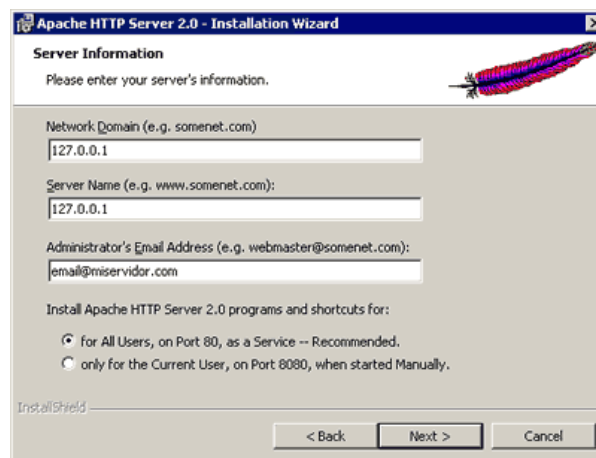 Apache HTTP Server 2.0 - Installation Wizard
Server Information
Please enter your server's information.
Network Domain (e.g. somenet.com)
127.0.0.1
Server Name (e.g. www.somenet.com):
127.0.0.1
Administrator's Email Address (e.g. webmaster@somenet.com):
email@miservidor.com
Install Apache HTTP Server 2.0 programs and shortcuts for:
for All Users, on Port 80, as a Service -- Recommended.
only for the Current User, on Port 8080, when started Manually.
InstallShield
< Back Next > Cancel